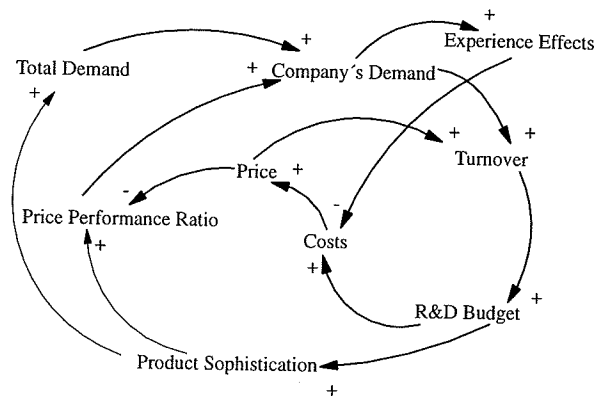 +
+
Experience Effects
Total Demand
+
+
Company´s Demand
+
+
Turnover
Price
+
-
-
Price Performance Ratio
+
Costs
+
R&D Budget
+
Product Sophistication
+